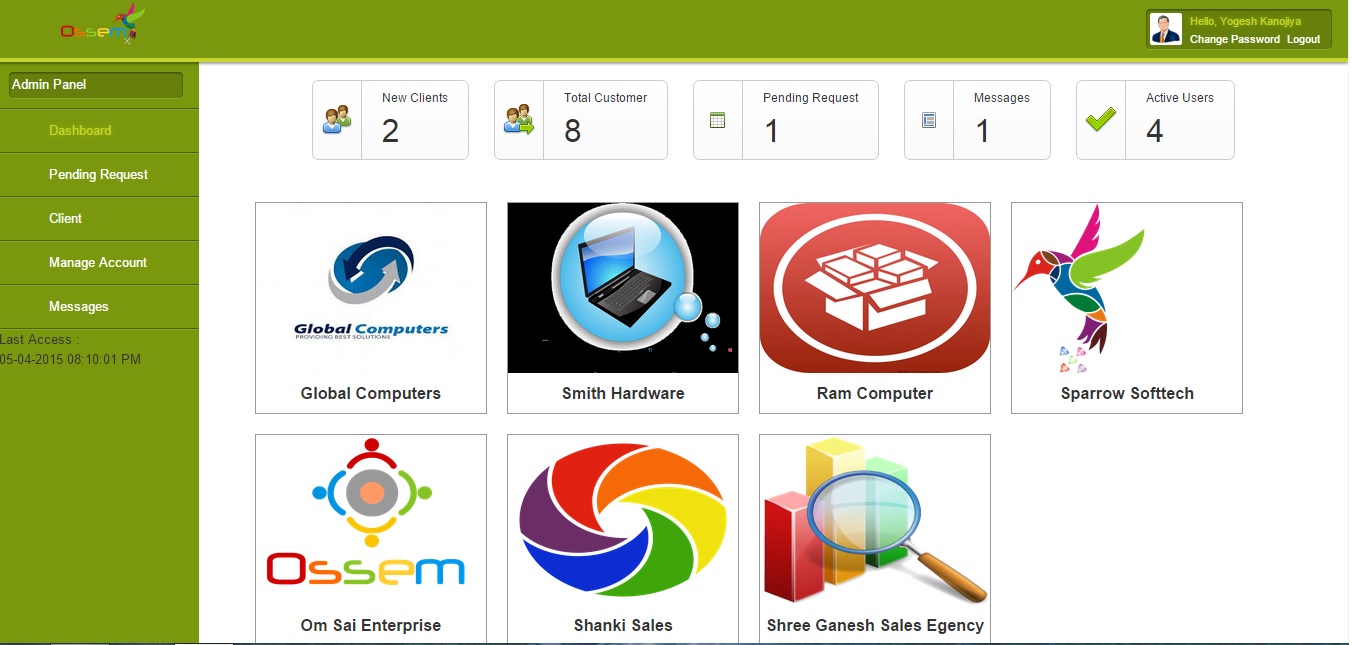 Ossem
Hello, Yogesh Kanojiya
Change Password Logout
Admin Panel
Dashboard
Pending Request
Client
Manage Account
Messages
Last Access :
05-04-2015 08:10:01 PM
New Clients
2
Total Customer
8
Pending Request
1
Messages
1
Active Users
4
Global Computers
PROVIDING BEST SOLUTIONS
Global Computers
Smith Hardware
Ram Computer
Sparrow Softtech
Ossem
Om Sai Enterprise
Shanki Sales
Shree Ganesh Sales Egency